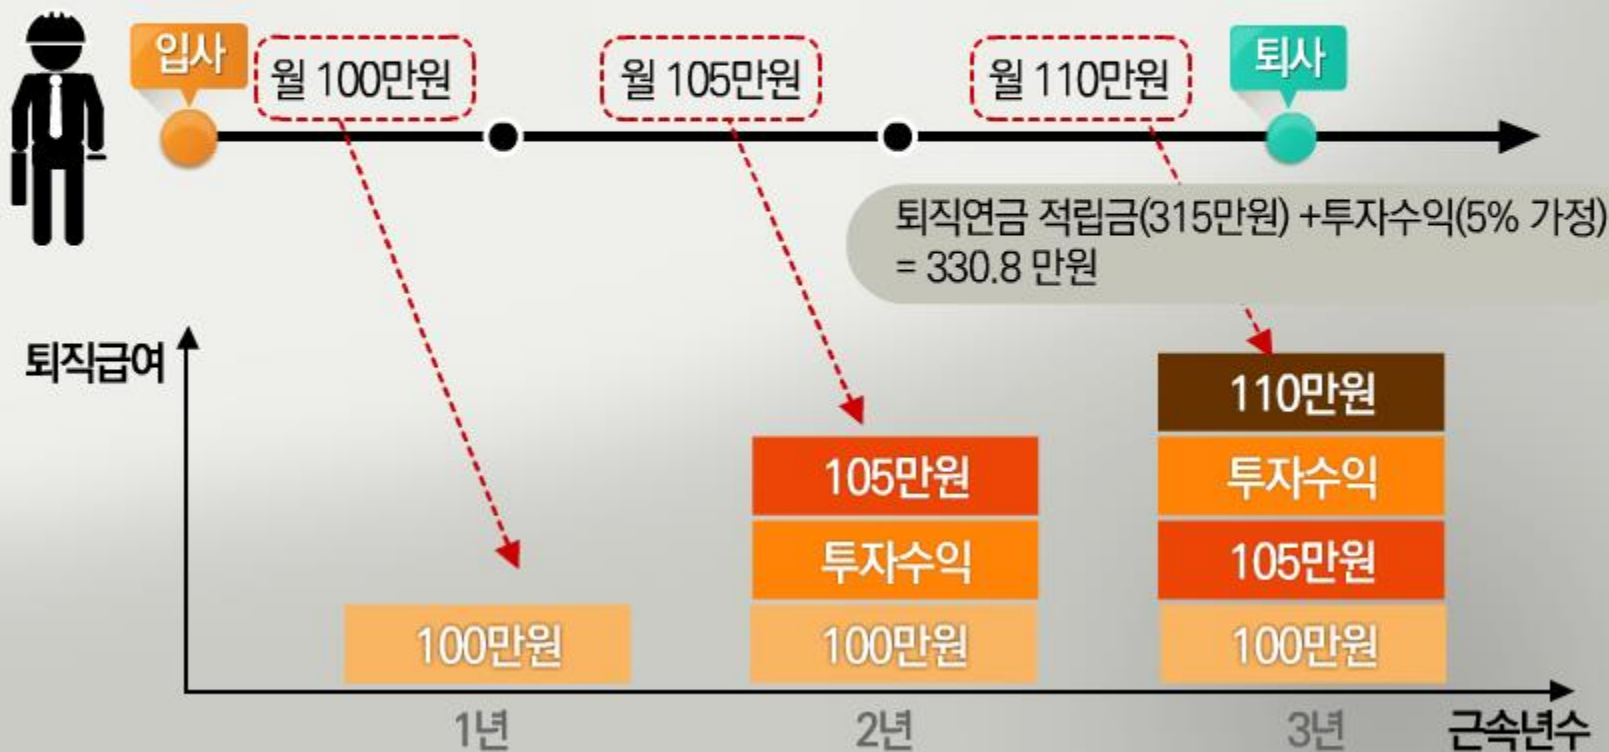 입사
월 100만원
월 105만원
월 110만원
퇴사
퇴직연금 적립금(315만원) +투자수익(5% 가정)
= 330.8 만원
퇴직급여
110만원
105만원
투자수익
투자수익
105만원
100만원
100만원
100만원
1년
2년
3년
근속년수